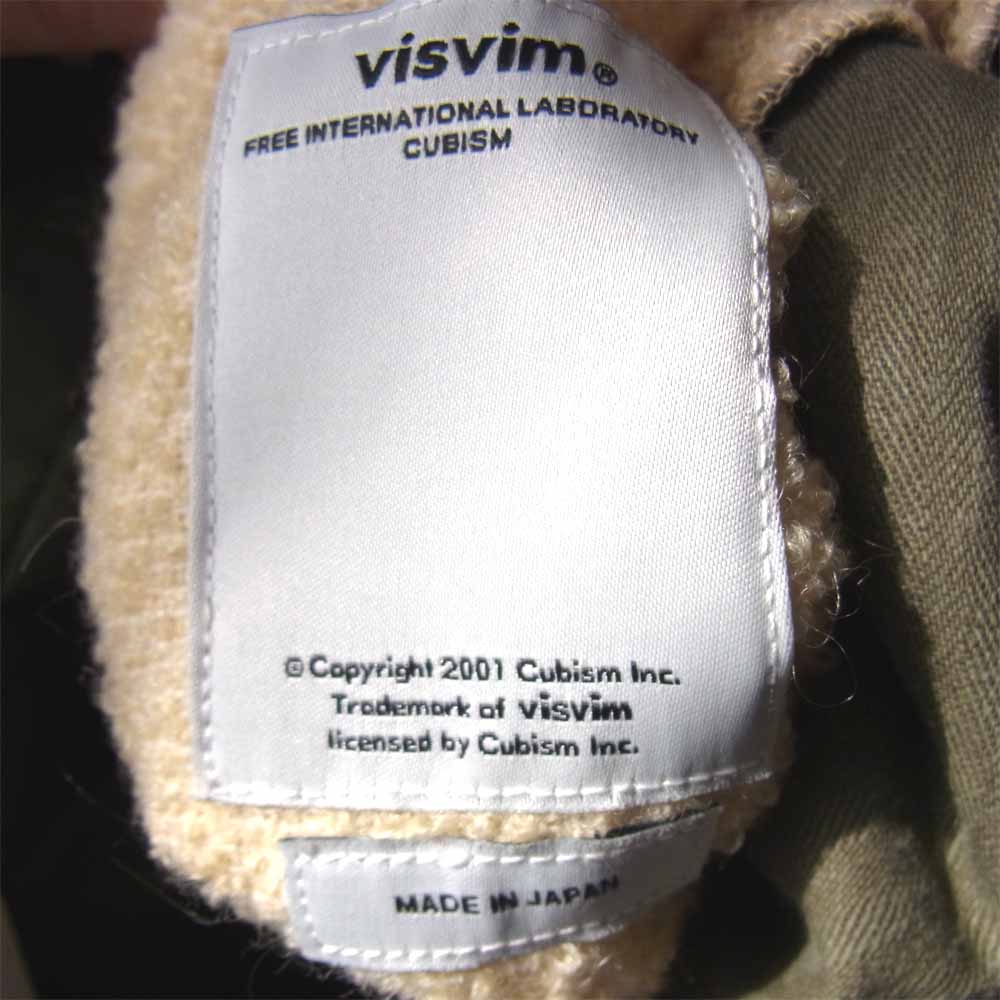 visvim®
FREE INTERNATIONAL LABORATORY
CUBISM
© Copyright 2001 Cubism Inc.
Trademark of visvim
licensed by Cubism Inc.
MADE IN JAPAN